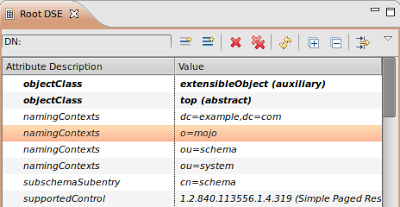 Root DSE
DN:
Attribute Description Value
objectClass extensibleObject (auxiliary)
objectClass top (abstract)
namingContexts dc=example,dc=com
namingContexts o=mojo
namingContexts ou=schema
namingContexts ou=system
subschemaSubentry cn=schema
supportedControl 1.2.840.113556.1.4.319 (Simple Paged Res